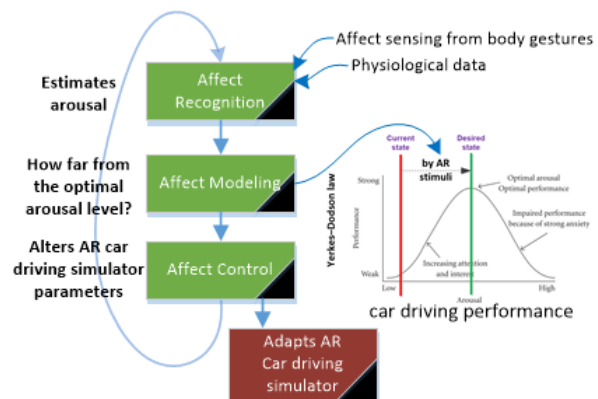 Affect sensing from body gestures
Physiological data
Estimates
arousal
Affect
Recognition
How far from
the optimal
arousal level?
Affect Modeling
Alters AR car
driving simulator
parameters
Affect Control
Adapts AR
Car driving
simulator
Current
state
Desired
state
by AR
stimuli
Yerkes–Dodson law
Strong
Performance
Weak
Optimal arousal
Optimal performance
Impaired performance
because of strong anxiety
Increasing attention
and interest
Low
High
Arousal
car driving performance